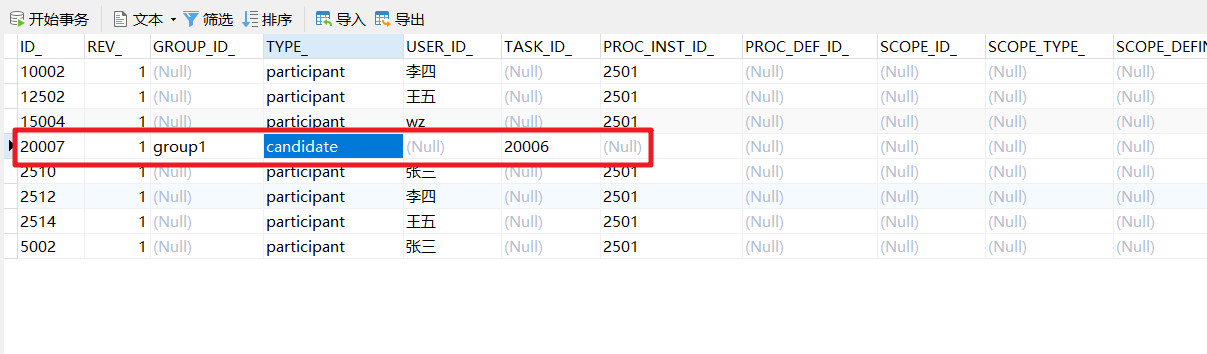 开始事务 文本 筛选 排序 导入 导出
ID_ REV_ GROUP_ID_ TYPE_ USER_ID_ TASK_ID_ PROC_INST_ID_ PROC_DEF_ID_ SCOPE_ID_ SCOPE_TYPE_ SCOPE_DEFIN
10002 1 (Null) participant 李四 (Null) 2501 (Null) (Null) (Null) (Null)
12502 1 (Null) participant 王五 (Null) 2501 (Null) (Null) (Null) (Null)
15004 1 (Null) participant wz (Null) 2501 (Null) (Null) (Null) (Null)
20007 1 group1 candidate (Null) 20006 (Null) (Null) (Null) (Null) (Null)
2510 1 (Null) participant 张三 (Null) 2501 (Null) (Null) (Null) (Null)
2512 1 (Null) participant 李四 (Null) 2501 (Null) (Null) (Null) (Null)
2514 1 (Null) participant 王五 (Null) 2501 (Null) (Null) (Null) (Null)
5002 1 (Null) participant 张三 (Null) 2501 (Null) (Null) (Null) (Null)